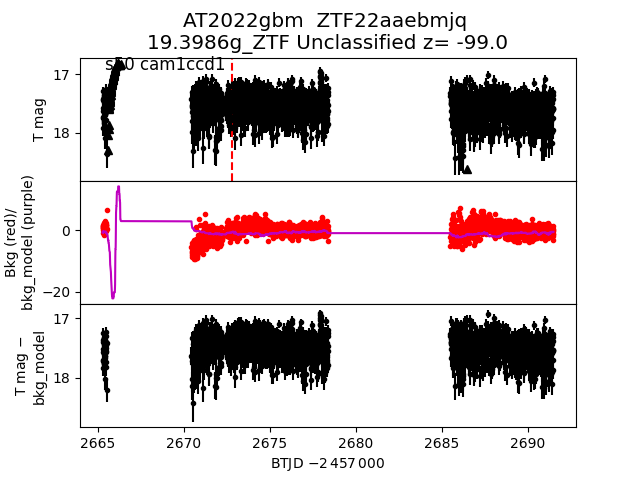 AT2022gbm ZTF22aaebmjq
19.3986g_ZTF Unclassified z= -99.0
s50 cam1ccd1
T mag
17
18
Bkg (red)/
bkg_model (purple)
0
−20
T mag −
bkg_model
17
18
2665 2670 2675 2680 2685 2690
BTJD −2 457 000